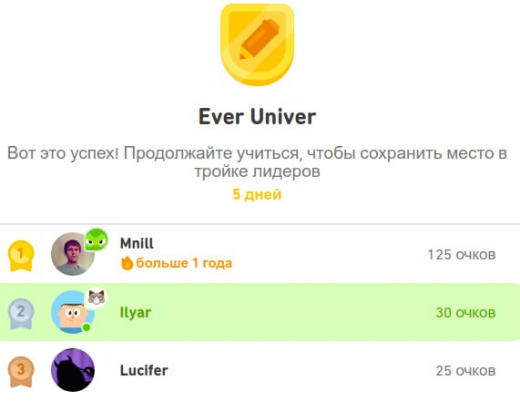 Ever Univer
Вот это успех! Продолжайте учиться, чтобы сохранить место в
тройке лидеров
5 дней
1
Mnill
больше 1 года
125 очков
2
Ilyar
30 очков
3
Lucifer
25 очков